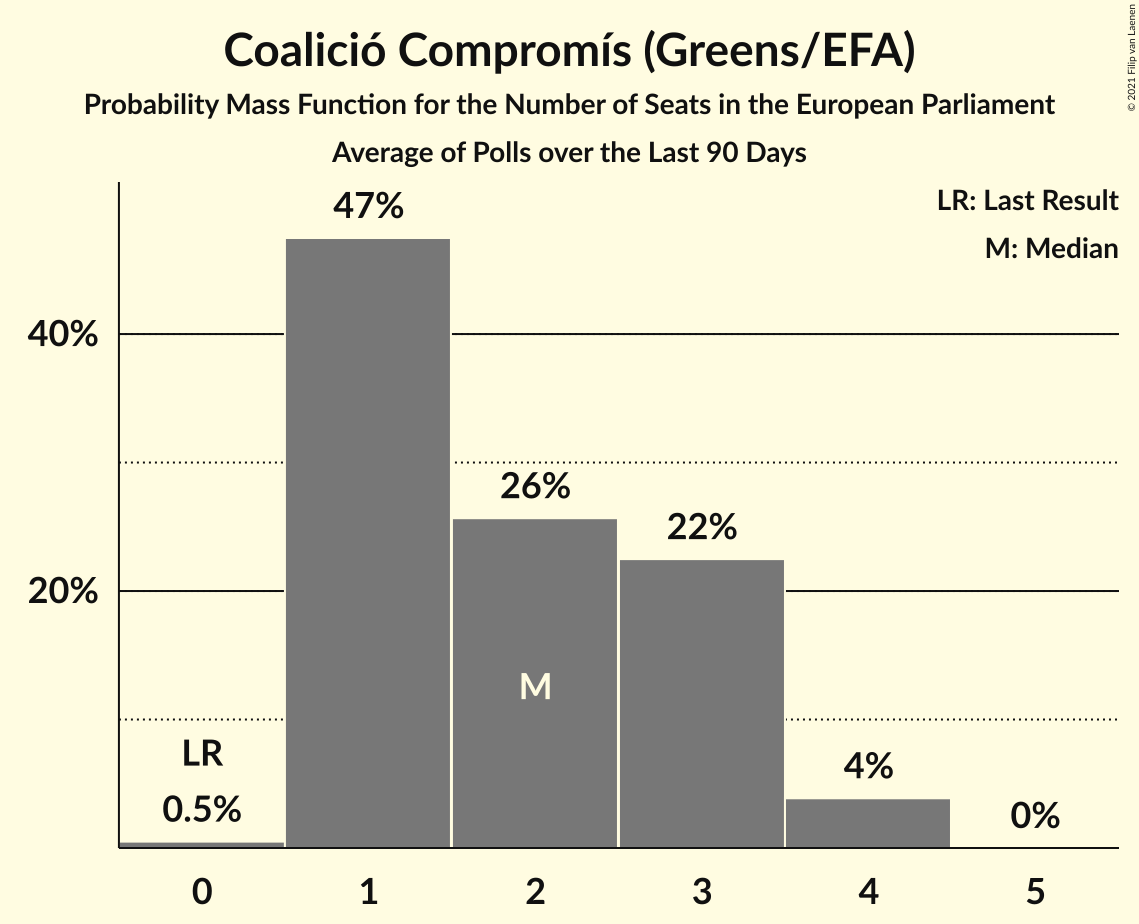 Coalició Compromís (Greens/EFA)
Probability Mass Function for the Number of Seats in the European Parliament
Average of Polls over the Last 90 Days
© 2021 Filip van Laenen
LR: Last Result
M: Median
47%
40%
26%
22%
20%
M
LR
4%
0.5%
0%
0 1 2 3 4 5